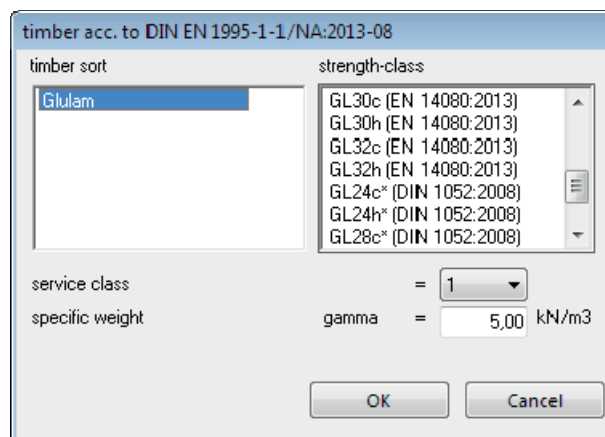 timber acc. to DIN EN 1995-1-1/NA:2013-08
timber sort
strength-class
Glulam
GL30c (EN 14080:2013)
GL30h (EN 14080:2013)
GL32c (EN 14080:2013)
GL32h (EN 14080:2013)
GL24c* (DIN 1052:2008)
GL24h* (DIN 1052:2008)
GL28c* (DIN 1052:2008)
service class = 1
specific weight gamma = 5,00 kN/m3
OK Cancel